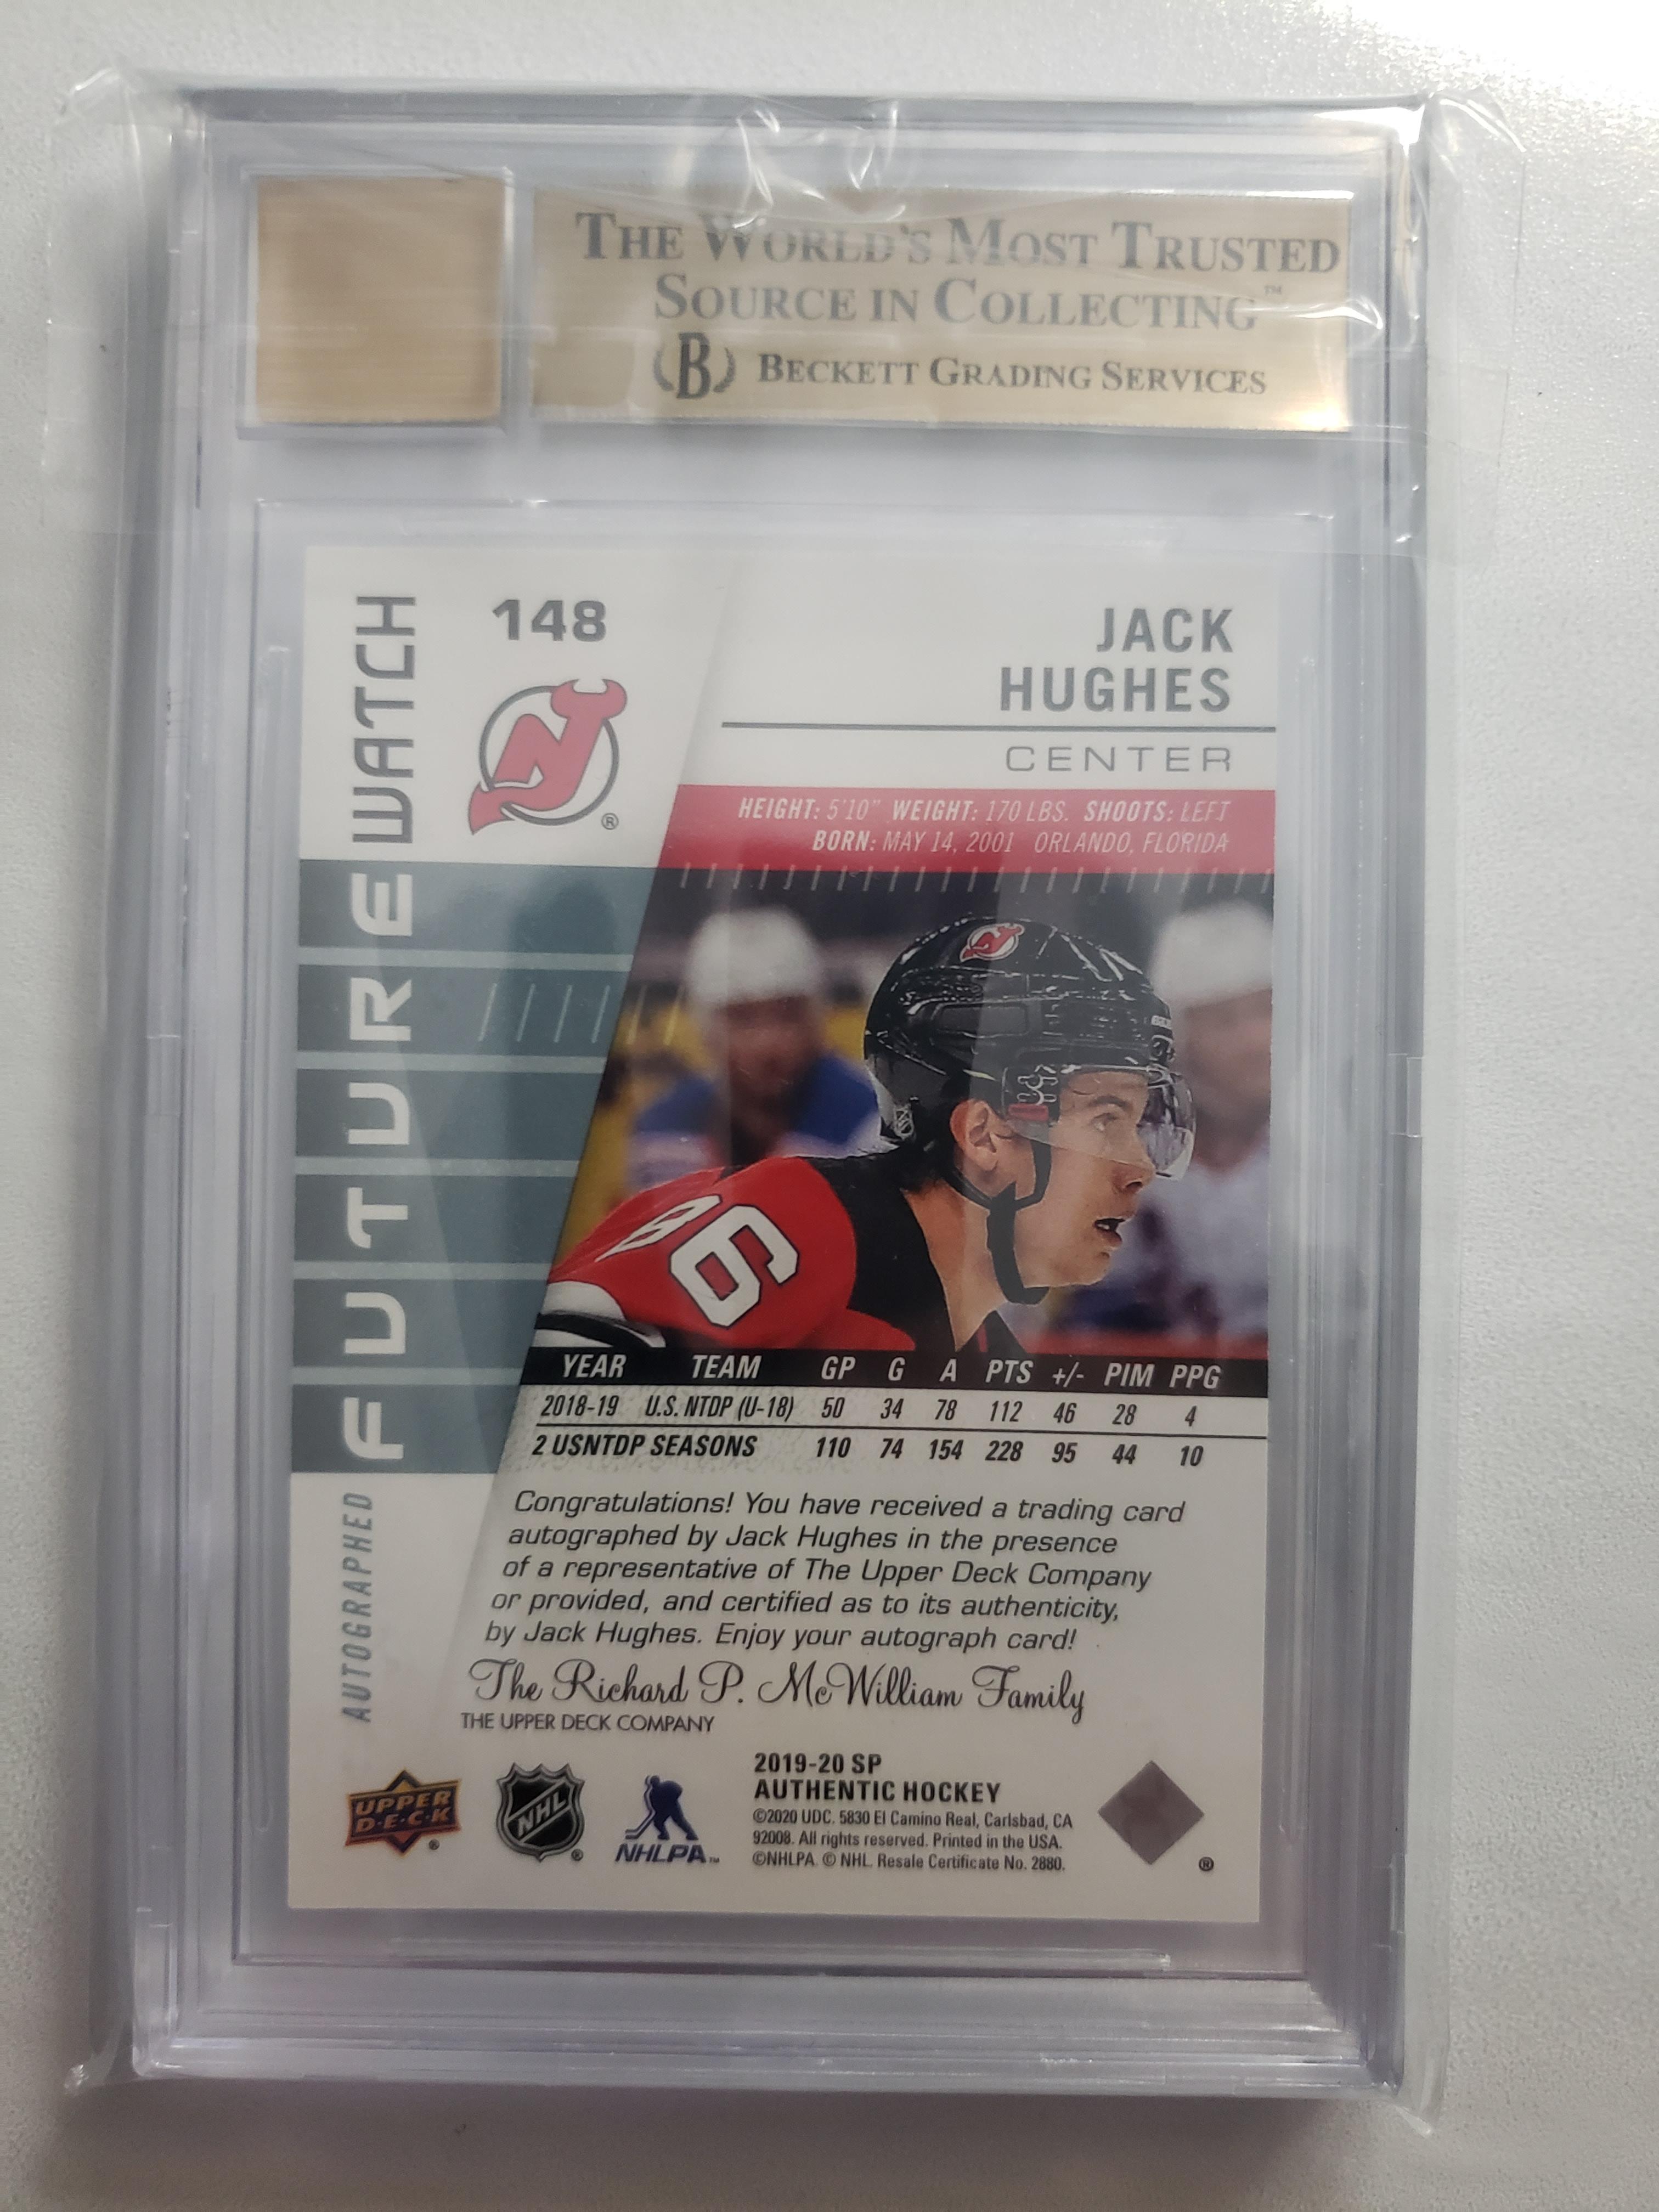 THE WORLD'S MOST TRUSTED
SOURCE IN COLLECTING™
B BECKETT GRADING SERVICES
148
JACK
HUGHES
CENTER
HEIGHT: 5'10" WEIGHT: 170 LBS. SHOOTS: LEFT
BORN: MAY 14, 2001 ORLANDO, FLORIDA
AUTOGRAPHED FUTURE WATCH
NJ ®
86
YEAR TEAM GP G A PTS +/- PIM PPG
2018-19 U.S. NTDP (U-18) 50 34 78 112 46 28 4
2 USNTDP SEASONS 110 74 154 228 95 44 10
Congratulations! You have received a trading card
autographed by Jack Hughes in the presence
of a representative of The Upper Deck Company
or provided, and certified as to its authenticity,
by Jack Hughes. Enjoy your autograph card!
The Richard P. McWilliam Family
THE UPPER DECK COMPANY
UPPER
D·E·C·K ®
NHL ®
NHLPA™
2019-20 SP
AUTHENTIC HOCKEY
©2020 UDC. 5830 El Camino Real, Carlsbad, CA
92008. All rights reserved. Printed in the USA.
©NHLPA. © NHL. Resale Certificate No. 2880.
®